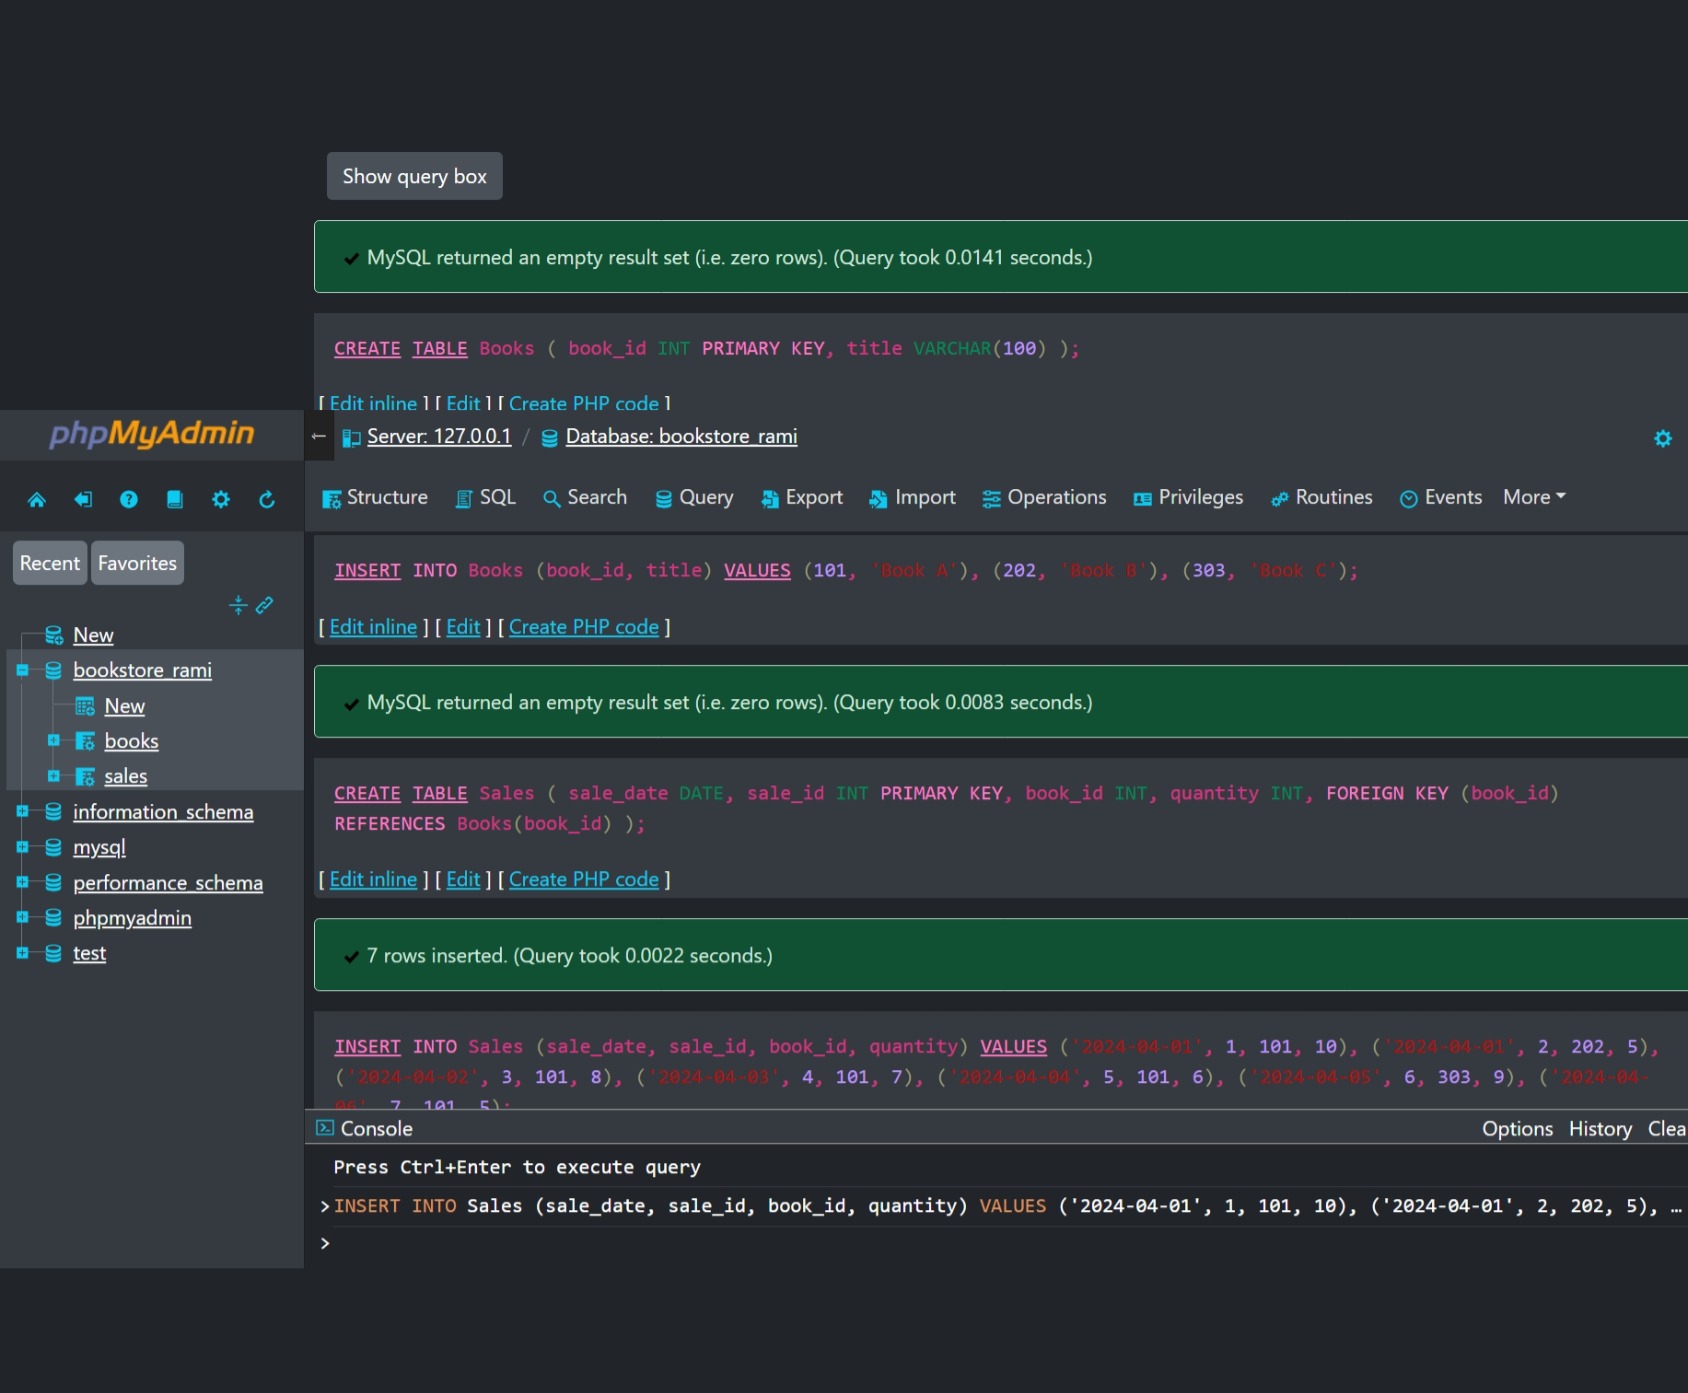 Show query box
MySQL returned an empty result set (i.e. zero rows). (Query took 0.0141 seconds.)
CREATE TABLE Books ( book_id INT PRIMARY KEY, title VARCHAR(100) );
[ Edit inline ] [ Edit ] [ Create PHP code ]
phpMyAdmin
Server: 127.0.0.1 / Database: bookstore_rami
Structure SQL Search Query Export Import Operations Privileges Routines Events More
Recent Favorites
New
bookstore_rami
New
books
sales
information_schema
mysql
performance_schema
phpmyadmin
test
INSERT INTO Books (book_id, title) VALUES (101, 'Book A'), (202, 'Book B'), (303, 'Book C');
[ Edit inline ] [ Edit ] [ Create PHP code ]
MySQL returned an empty result set (i.e. zero rows). (Query took 0.0083 seconds.)
CREATE TABLE Sales ( sale_date DATE, sale_id INT PRIMARY KEY, book_id INT, quantity INT, FOREIGN KEY (book_id)
REFERENCES Books(book_id) );
[ Edit inline ] [ Edit ] [ Create PHP code ]
7 rows inserted. (Query took 0.0022 seconds.)
INSERT INTO Sales (sale_date, sale_id, book_id, quantity) VALUES ('2024-04-01', 1, 101, 10), ('2024-04-01', 2, 202, 5),
('2024-04-02', 3, 101, 8), ('2024-04-03', 4, 101, 7), ('2024-04-04', 5, 101, 6), ('2024-04-05', 6, 303, 9), ('2024-04-
06', 7, 101, 5);
Console Options History Clea
Press Ctrl+Enter to execute query
>INSERT INTO Sales (sale_date, sale_id, book_id, quantity) VALUES ('2024-04-01', 1, 101, 10), ('2024-04-01', 2, 202, 5), …
>